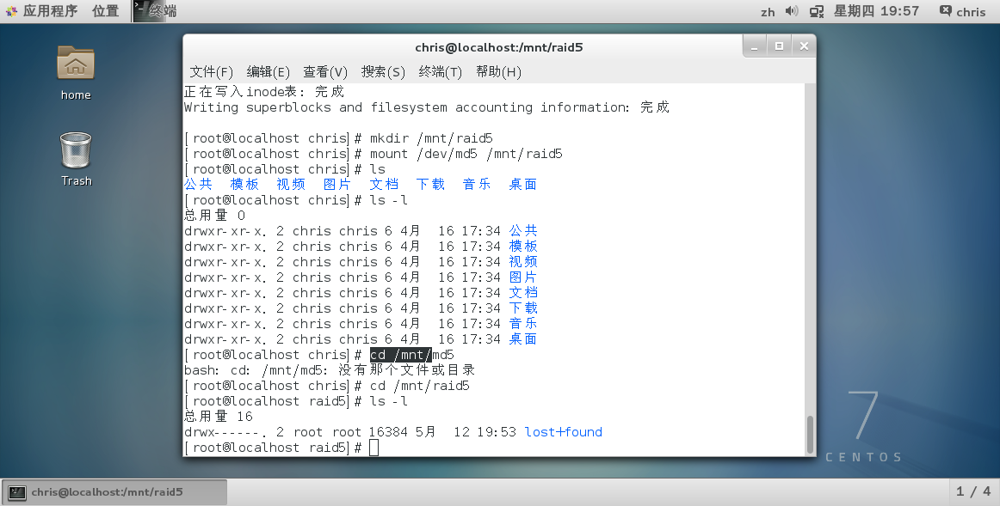 应用程序 位置 终端 zh 星期四 19:57 chris
home
Trash
chris@localhost:/mnt/raid5
文件(F) 编辑(E) 查看(V) 搜索(S) 终端(T) 帮助(H)
正在写入inode表: 完成
Writing superblocks and filesystem accounting information: 完成
[root@localhost chris]# mkdir /mnt/raid5
[root@localhost chris]# mount /dev/md5 /mnt/raid5
[root@localhost chris]# ls
公共 模板 视频 图片 文档 下载 音乐 桌面
[root@localhost chris]# ls -l
总用量 0
drwxr-xr-x. 2 chris chris 6 4月 16 17:34 公共
drwxr-xr-x. 2 chris chris 6 4月 16 17:34 模板
drwxr-xr-x. 2 chris chris 6 4月 16 17:34 视频
drwxr-xr-x. 2 chris chris 6 4月 16 17:34 图片
drwxr-xr-x. 2 chris chris 6 4月 16 17:34 文档
drwxr-xr-x. 2 chris chris 6 4月 16 17:34 下载
drwxr-xr-x. 2 chris chris 6 4月 16 17:34 音乐
drwxr-xr-x. 2 chris chris 6 4月 16 17:34 桌面
[root@localhost chris]# cd /mnt/md5
bash: cd: /mnt/md5: 没有那个文件或目录
[root@localhost chris]# cd /mnt/raid5
[root@localhost raid5]# ls -l
总用量 16
drwx------. 2 root root 16384 5月 12 19:53 lost+found
[root@localhost raid5]#
7
CENTOS
chris@localhost:/mnt/raid5
1 / 4